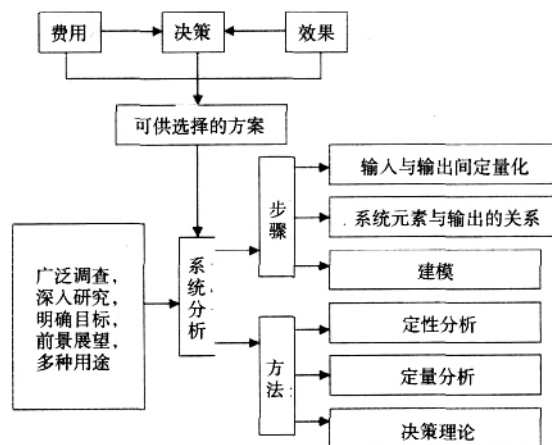 费用
决策
效果
可供选择的方案
广泛调查，
深入研究，
明确目标，
前景展望，
多种用途
系统分析
步骤
输入与输出间定量化
系统元素与输出的关系
建模
方法
定性分析
定量分析
决策理论